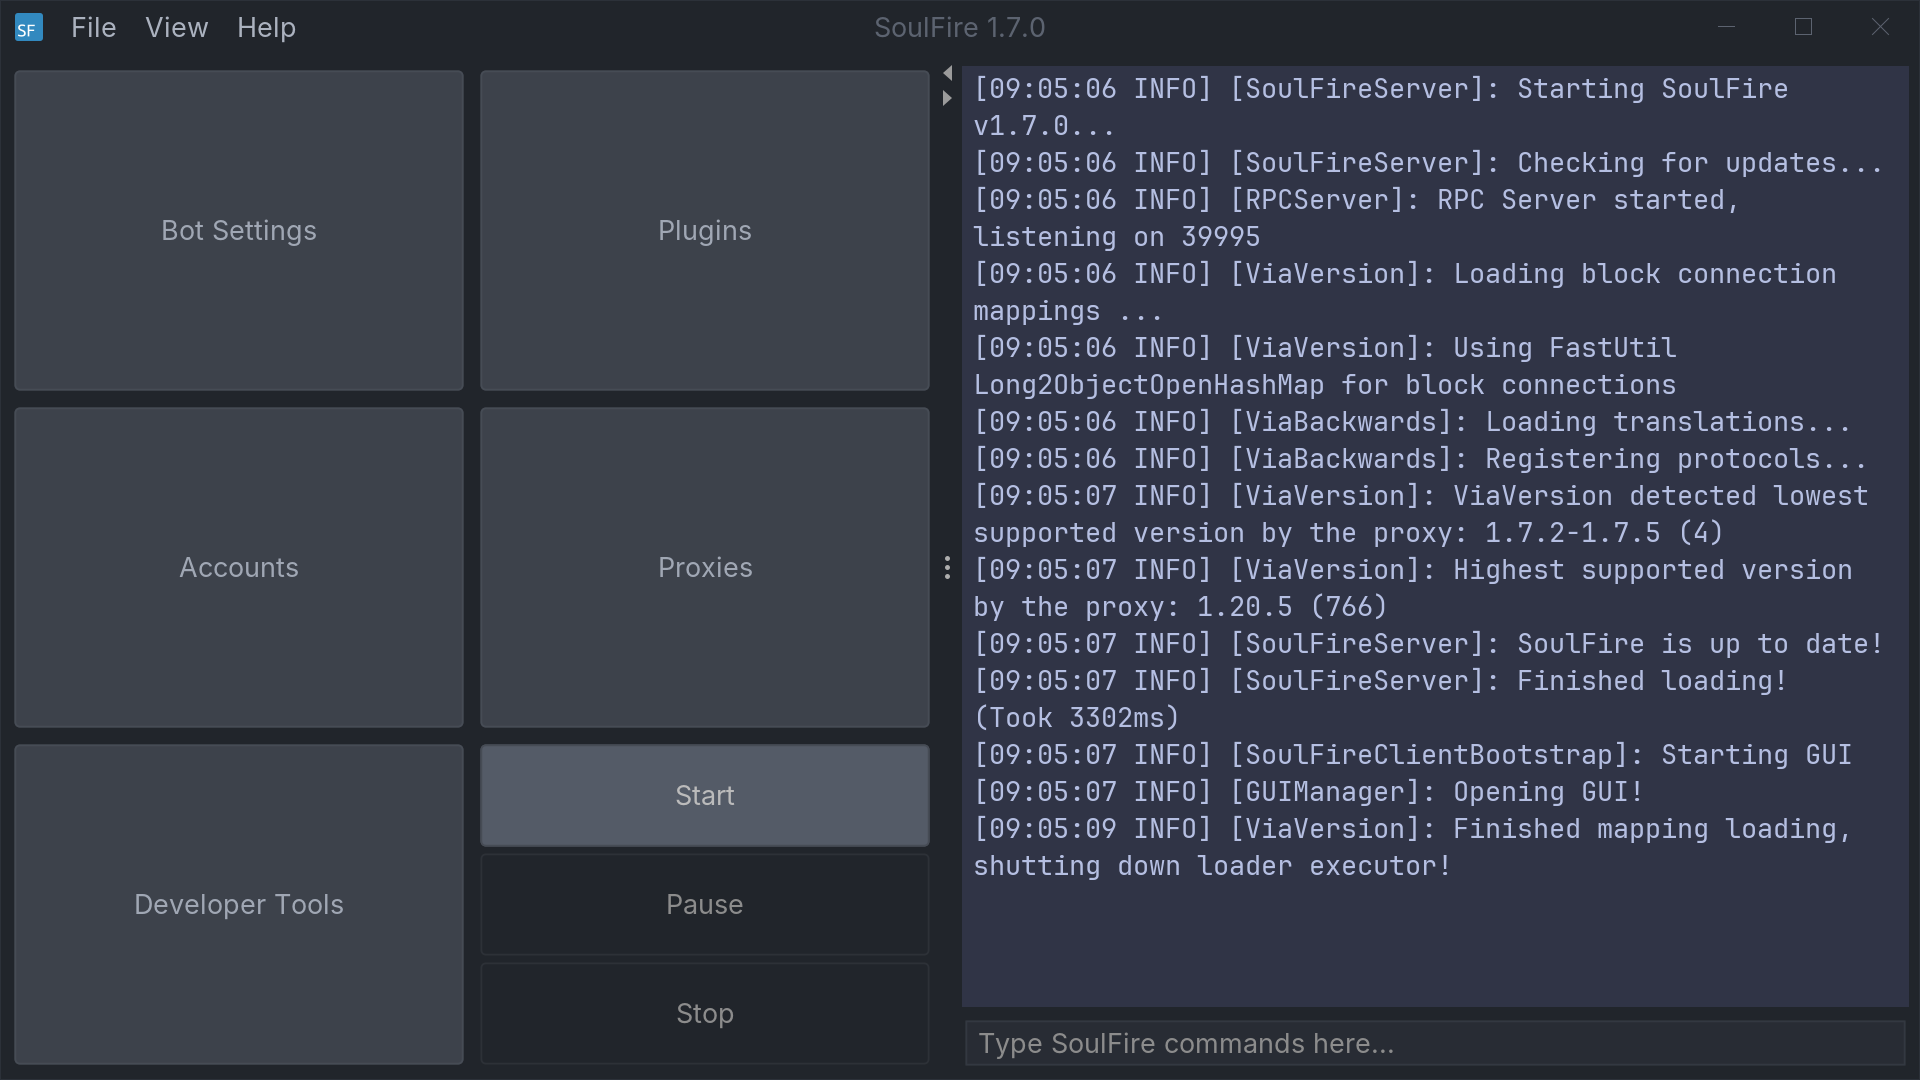 SF File View Help SoulFire 1.7.0
Bot Settings
Plugins
Accounts
Proxies
Developer Tools
Start
Pause
Stop
[09:05:06 INFO] [SoulFireServer]: Starting SoulFire
v1.7.0...
[09:05:06 INFO] [SoulFireServer]: Checking for updates...
[09:05:06 INFO] [RPCServer]: RPC Server started,
listening on 39995
[09:05:06 INFO] [ViaVersion]: Loading block connection
mappings ...
[09:05:06 INFO] [ViaVersion]: Using FastUtil
Long2ObjectOpenHashMap for block connections
[09:05:06 INFO] [ViaBackwards]: Loading translations...
[09:05:06 INFO] [ViaBackwards]: Registering protocols...
[09:05:07 INFO] [ViaVersion]: ViaVersion detected lowest
supported version by the proxy: 1.7.2-1.7.5 (4)
[09:05:07 INFO] [ViaVersion]: Highest supported version
by the proxy: 1.20.5 (766)
[09:05:07 INFO] [SoulFireServer]: SoulFire is up to date!
[09:05:07 INFO] [SoulFireServer]: Finished loading!
(Took 3302ms)
[09:05:07 INFO] [SoulFireClientBootstrap]: Starting GUI
[09:05:07 INFO] [GUIManager]: Opening GUI!
[09:05:09 INFO] [ViaVersion]: Finished mapping loading,
shutting down loader executor!
Type SoulFire commands here...